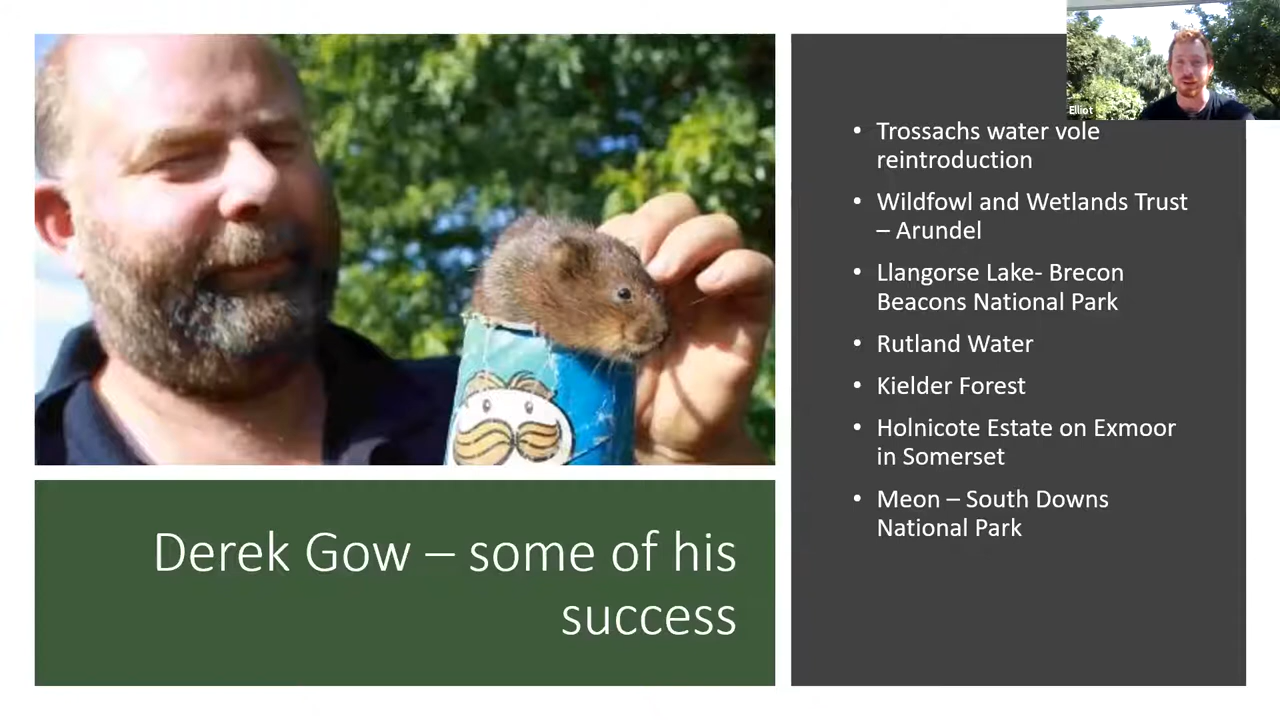 Elliot
• Trossachs water vole
reintroduction
• Wildfowl and Wetlands Trust
– Arundel
• Llangorse Lake- Brecon
Beacons National Park
• Rutland Water
• Kielder Forest
• Holnicote Estate on Exmoor
in Somerset
• Meon – South Downs
National Park
Derek Gow – some of his
success